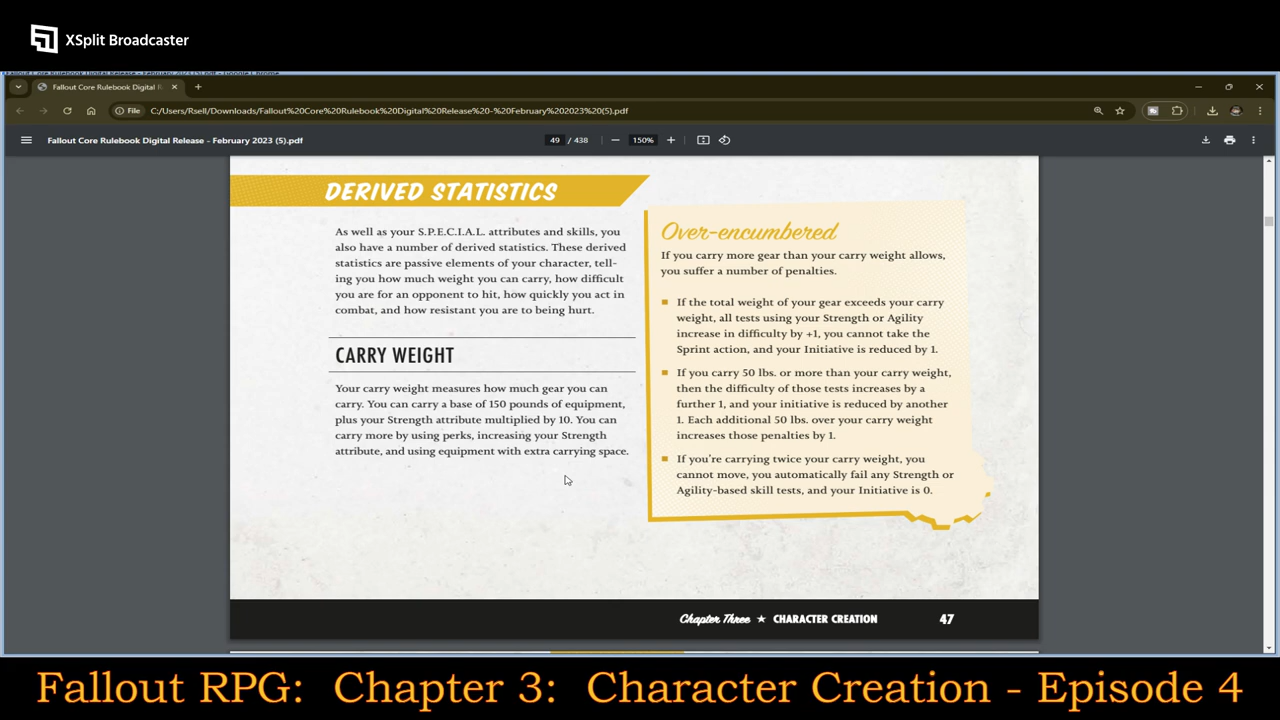 XSplit Broadcaster
Fallout Core Rulebook Digital Release - February 2023 (5).pdf - Google Chrome
Fallout Core Rulebook Digital R
File
C:/Users/Rsell/Downloads/Fallout%20Core%20Rulebook%20Digital%20Release%20-%20February%202023%20(5).pdf
Fallout Core Rulebook Digital Release - February 2023 (5).pdf
49 / 438
150%
DERIVED STATISTICS
As well as your S.P.E.C.I.A.L. attributes and skills, you
also have a number of derived statistics. These derived
statistics are passive elements of your character, tell-
ing you how much weight you can carry, how difficult
you are for an opponent to hit, how quickly you act in
combat, and how resistant you are to being hurt.
CARRY WEIGHT
Your carry weight measures how much gear you can
carry. You can carry a base of 150 pounds of equipment,
plus your Strength attribute multiplied by 10. You can
carry more by using perks, increasing your Strength
attribute, and using equipment with extra carrying space.
Over-encumbered
If you carry more gear than your carry weight allows,
you suffer a number of penalties.
If the total weight of your gear exceeds your carry
weight, all tests using your Strength or Agility
increase in difficulty by +1, you cannot take the
Sprint action, and your Initiative is reduced by 1.
If you carry 50 lbs. or more than your carry weight,
then the difficulty of those tests increases by a
further 1, and your initiative is reduced by another
1. Each additional 50 lbs. over your carry weight
increases those penalties by 1.
If you're carrying twice your carry weight, you
cannot move, you automatically fail any Strength or
Agility-based skill tests, and your Initiative is 0.
Chapter Three ★ CHARACTER CREATION 47
Fallout RPG: Chapter 3: Character Creation - Episode 4